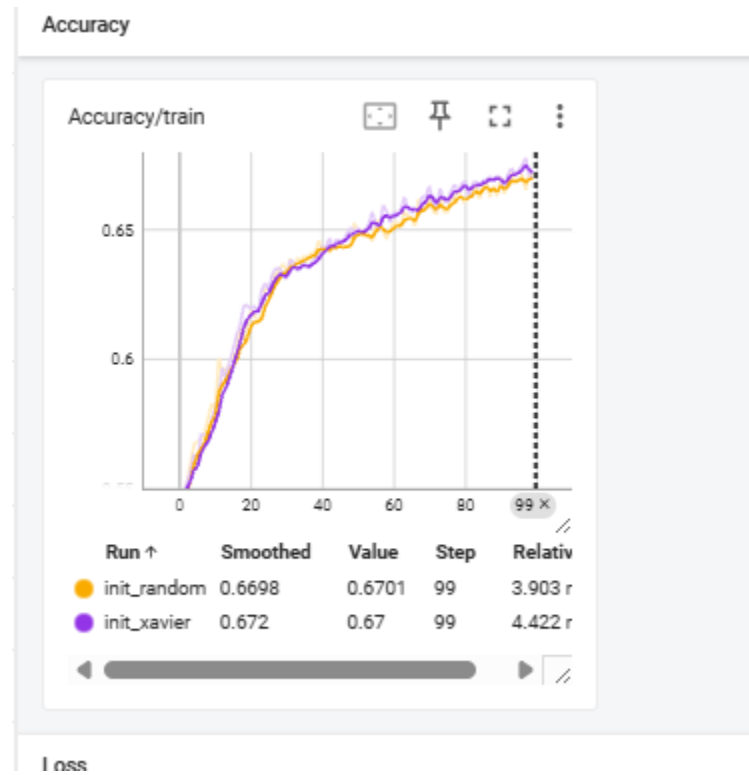 Accuracy
Accuracy/train
0.65
0.6
0 20 40 60 80 99 ×
Run ↑ Smoothed Value Step Relativ
init_random 0.6698 0.6701 99 3.903 r
init_xavier 0.672 0.67 99 4.422 r
Loss